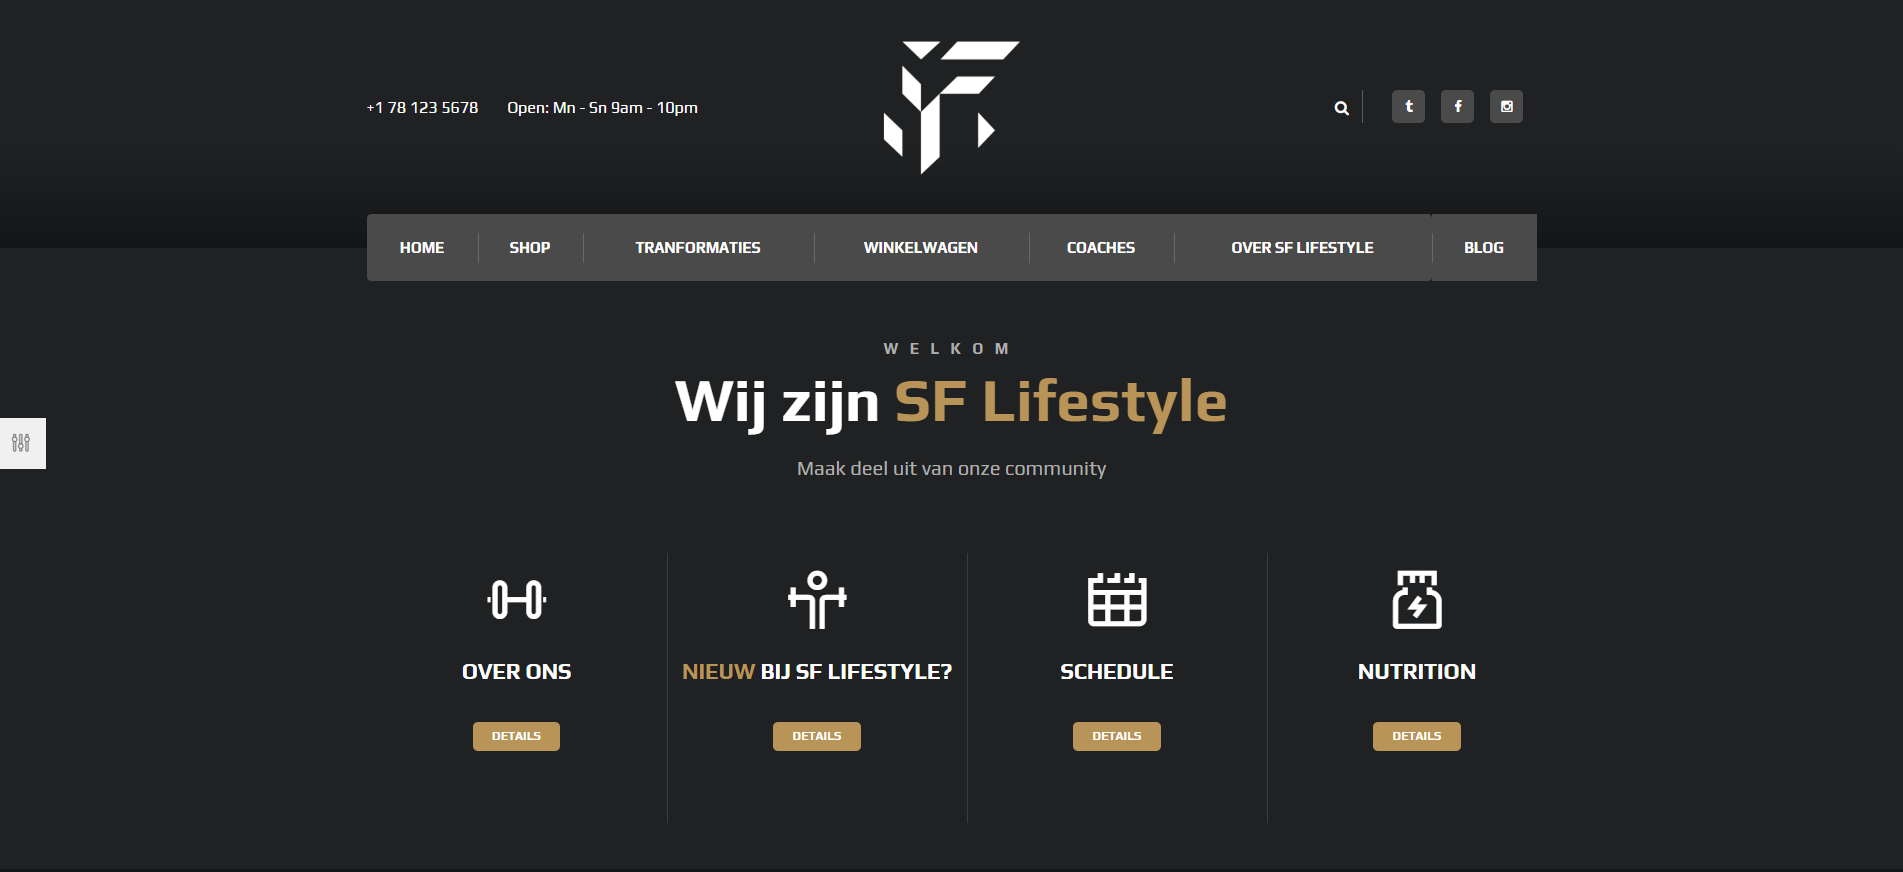 +1 78 123 5678 Open: Mn - Sn 9am - 10pm
HOME SHOP TRANFORMATIES WINKELWAGEN COACHES OVER SF LIFESTYLE BLOG
WELKOM
Wij zijn SF Lifestyle
Maak deel uit van onze community
OVER ONS NIEUW BIJ SF LIFESTYLE? SCHEDULE NUTRITION
DETAILS DETAILS DETAILS DETAILS